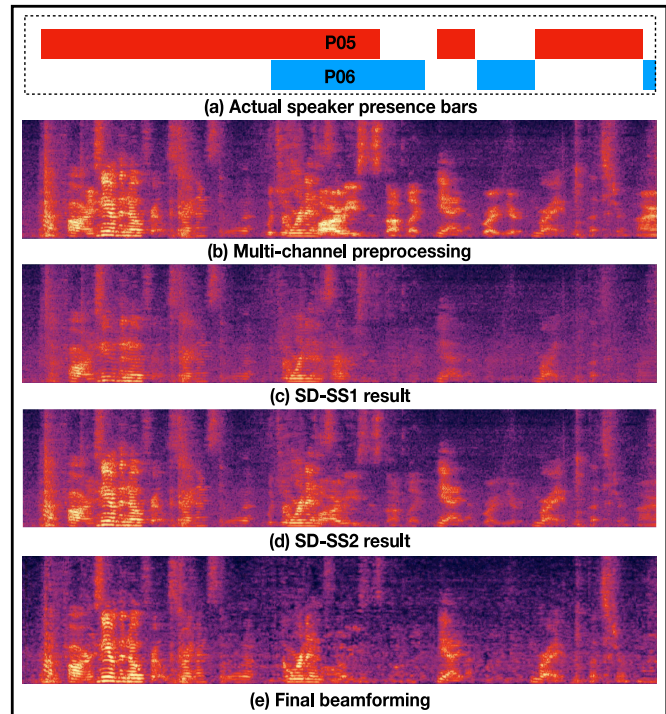 P05
P06
(a) Actual speaker presence bars
(b) Multi-channel preprocessing
(c) SD-SS1 result
(d) SD-SS2 result
(e) Final beamforming